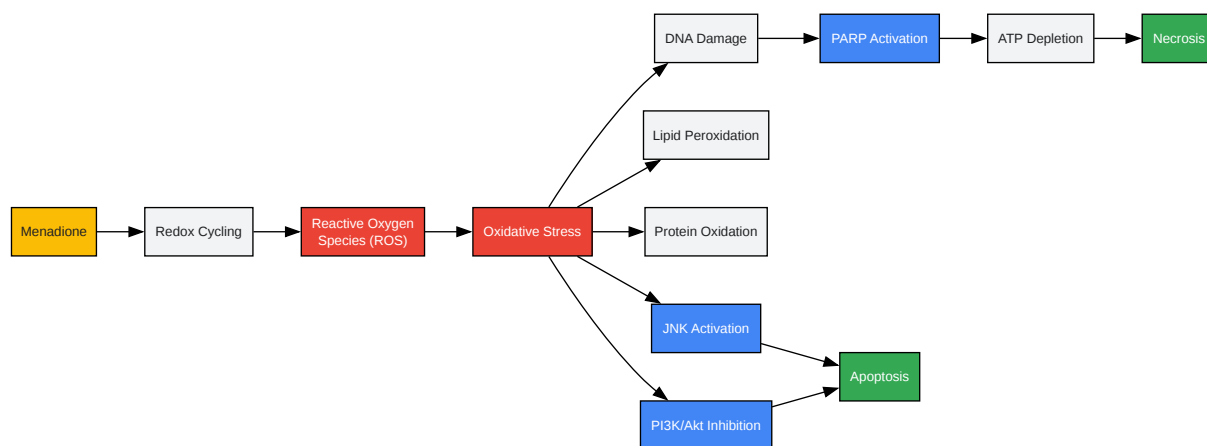 DNA Damage
PARP Activation
ATP Depletion
Necrosis
Lipid Peroxidation
Menadione
Redox Cycling
Reactive Oxygen
Species (ROS)
Oxidative Stress
Protein Oxidation
JNK Activation
Apoptosis
PI3K/Akt Inhibition